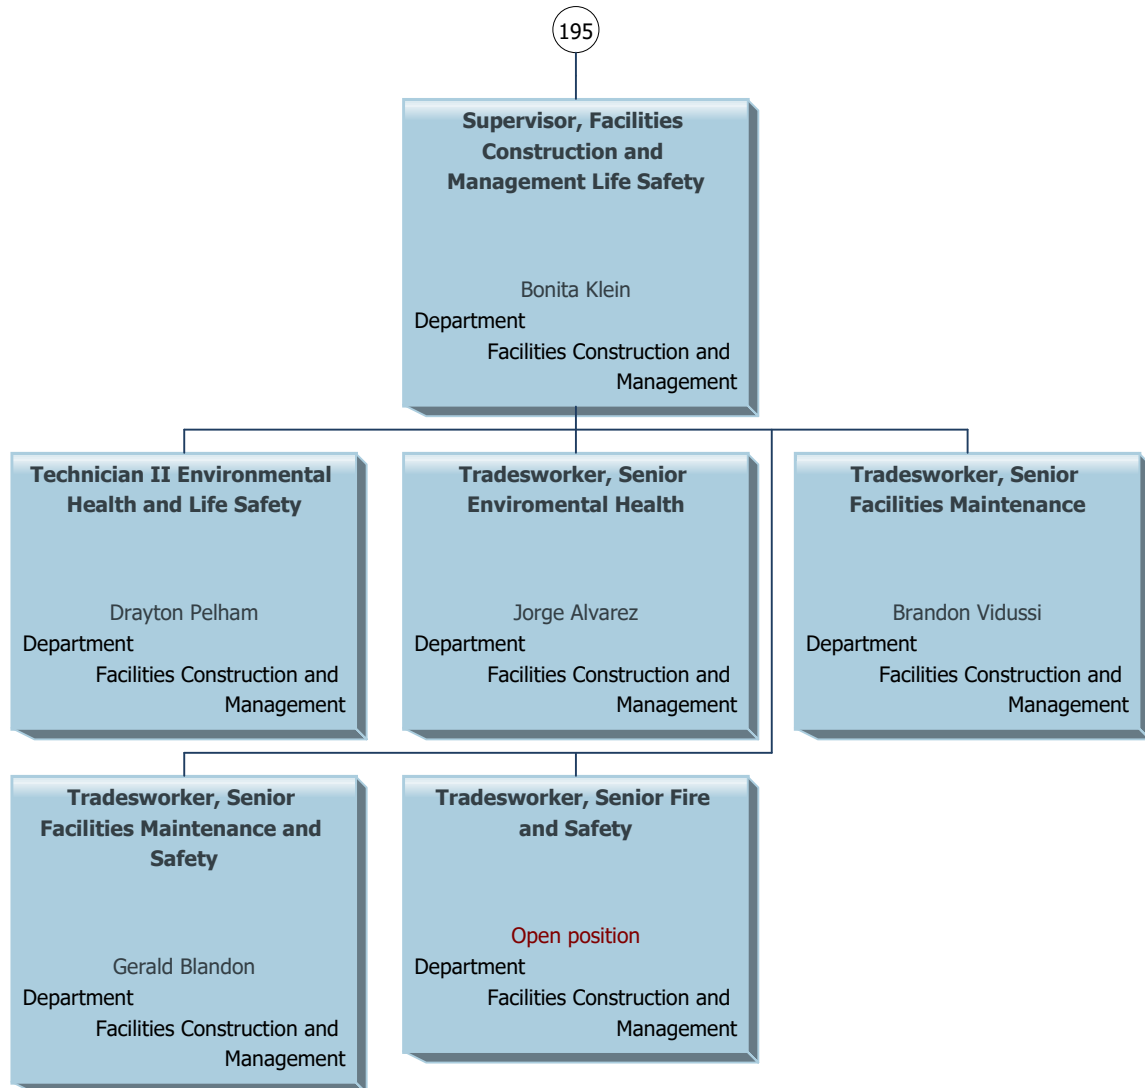 195
Supervisor, Facilities
Construction and
Management Life Safety
Bonita Klein
Department
Facilities Construction and
Management
Technician II Environmental
Health and Life Safety
Drayton Pelham
Department
Facilities Construction and
Management
Tradesworker, Senior
Enviromental Health
Jorge Alvarez
Department
Facilities Construction and
Management
Tradesworker, Senior
Facilities Maintenance
Brandon Vidussi
Department
Facilities Construction and
Management
Tradesworker, Senior
Facilities Maintenance and
Safety
Gerald Blandon
Department
Facilities Construction and
Management
Tradesworker, Senior Fire
and Safety
Open position
Department
Facilities Construction and
Management